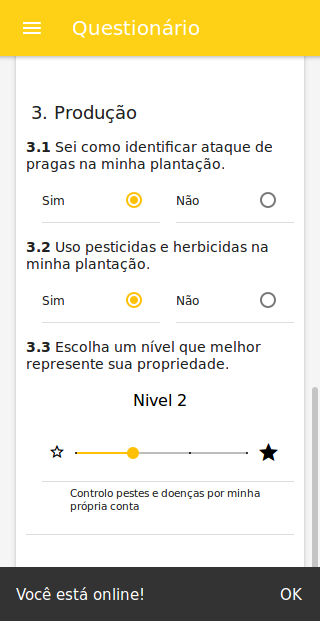 Questionário
3. Produção
3.1 Sei como identificar ataque de
pragas na minha plantação.
Sim
Não
3.2 Uso pesticidas e herbicidas na
minha plantação.
Sim
Não
3.3 Escolha um nível que melhor
represente sua propriedade.
Nivel 2
Controlo pestes e doenças por minha
própria conta
Você está online!
OK